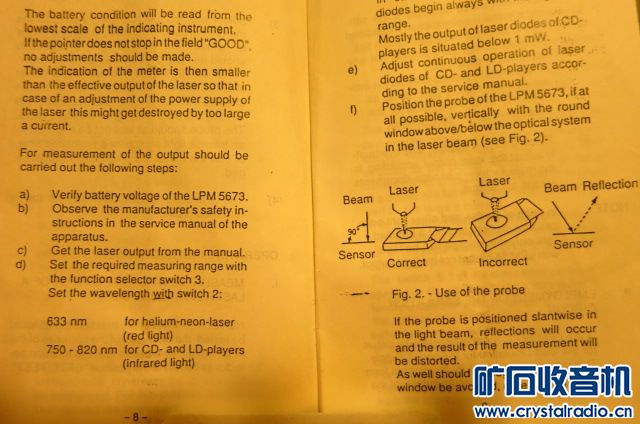 The battery condition will be read from the
lowest scale of the indicating instrument.
If the pointer does not stop in the field "GOOD",
no adjustments should be made.
The indication of the meter is then smaller
than the effective output of the laser so that in
case of an adjustment of the power supply of
the laser this might get destroyed by too large
a current.
For measurement of the output should be
carried out the following steps:
a) Verify battery voltage of the LPM 5673.
b) Observe the manufacturer's safety in-
structions in the service manual of the
apparatus.
c) Get the laser output from the manual.
d) Set the required measuring range with
the function selector switch 3.
Set the wavelength with switch 2:
633 nm for helium-neon-laser
(red light)
750 - 820 nm for CD- and LD-players
(infrared light)
- 8 -
diodes begin always with
range.
Mostly the output of laser diodes of CD-
players is situated below 1 mW.
e) Adjust continuous operation of laser
diodes of CD- and LD-players accor-
ding to the service manual.
f) Position the probe of the LPM 5673, if at
all possible, vertically with the round
window above/below the optical system
in the laser beam (see Fig. 2).
Beam Laser Laser Beam Reflection
90°
Sensor Correct Incorrect Sensor
Fig. 2. - Use of the probe
If the probe is positioned slantwise in
the light beam, reflections will occur
and the result of the measurement will
be distorted.
As well should
window be
矿石收音机
www.crystalradio.cn